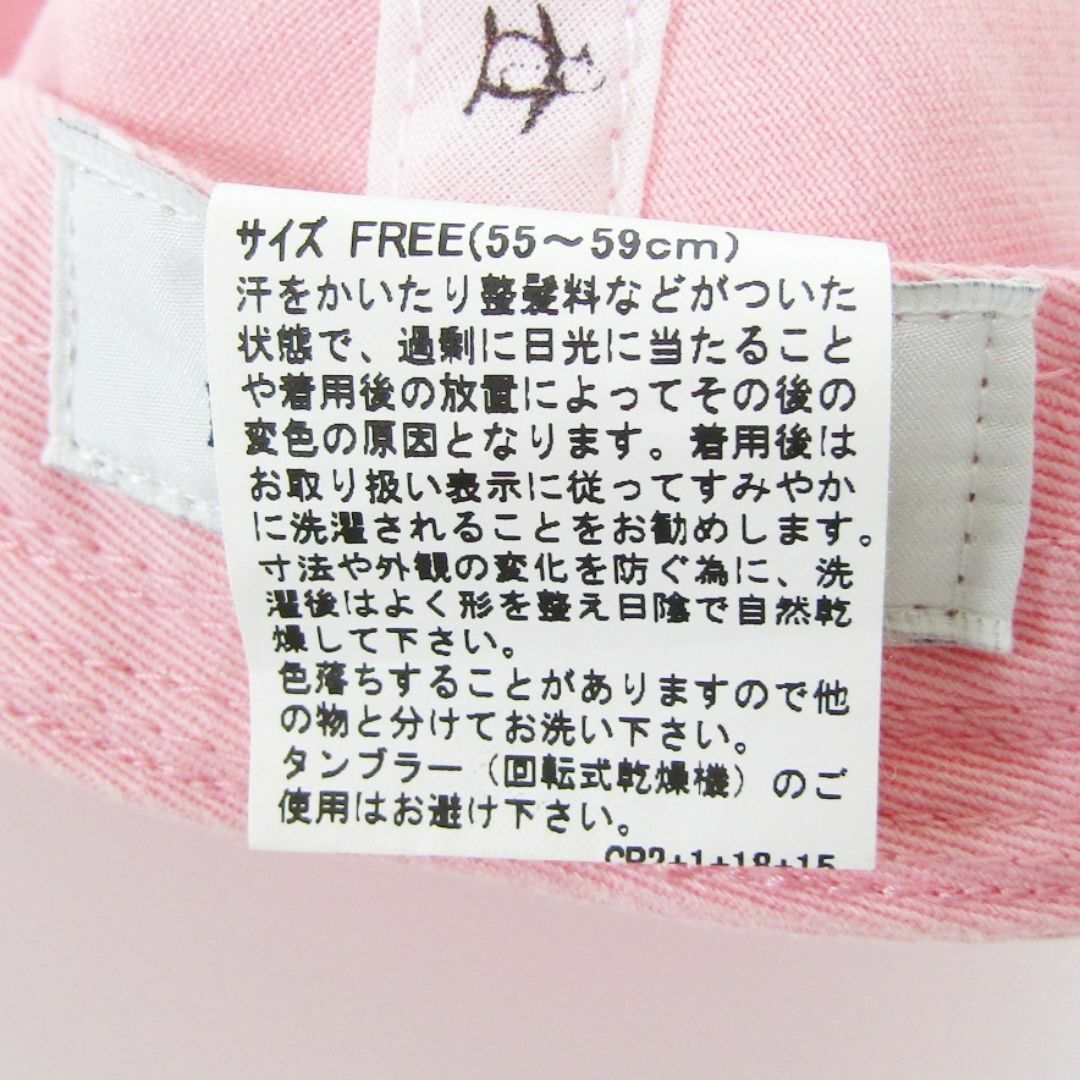 サイズ FREE(55～59cm)
汗をかいたり整髪料などがついた
状態で、過剰に日光に当たること
や着用後の放置によってその後の
変色の原因となります。着用後は
お取り扱い表示に従ってすみやか
に洗濯されることをお勧めします。
寸法や外観の変化を防ぐ為に、洗
濯後はよく形を整え日陰で自然乾
燥して下さい。
色落ちすることがありますので他
の物と分けてお洗い下さい。
タンブラー（回転式乾燥機）のご
使用はお避け下さい。